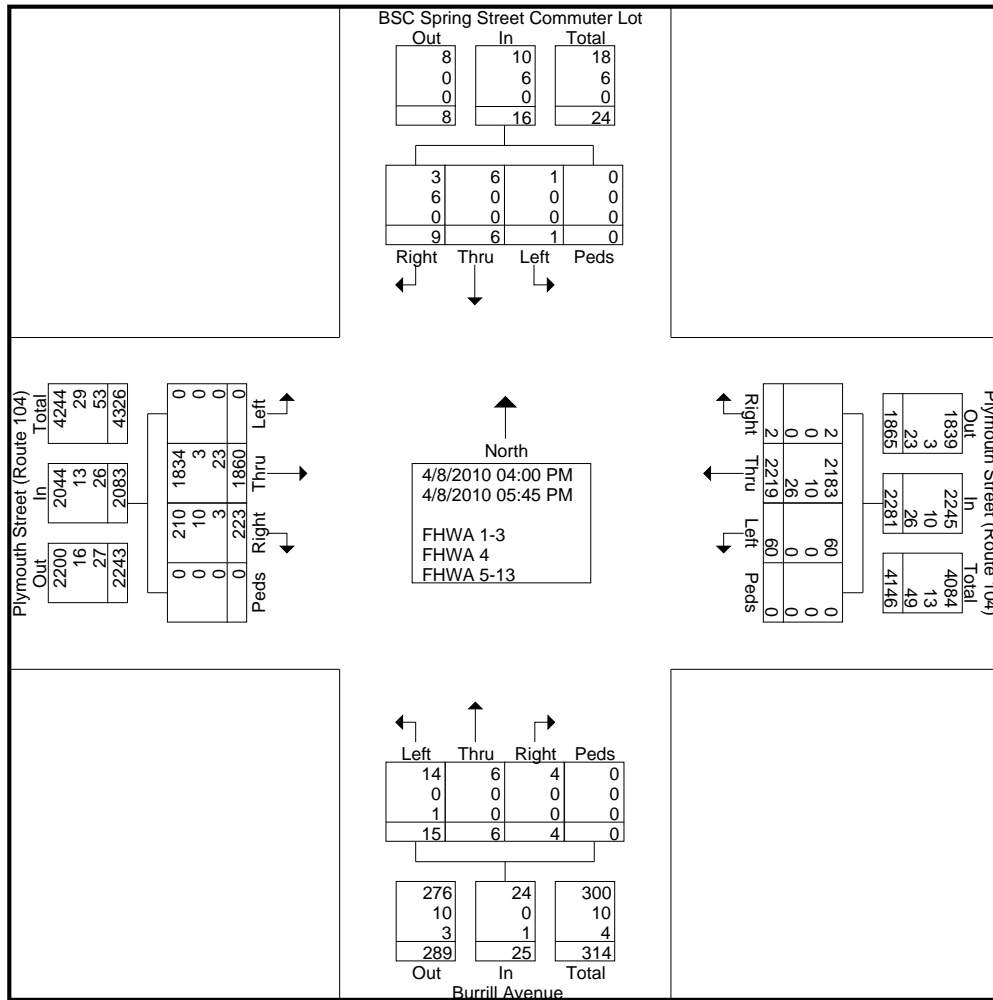 BSC Spring Street Commuter Lot
Out In Total
8 10 18
0 6 6
0 0 0
8 16 24
3 6 1 0
6 0 0 0
0 0 0 0
9 6 1 0
Right Thru Left Peds
Plymouth Street (Route 104)
Total In Out
4244 2044 2200
29 13 16
53 26 27
4326 2083 2243
0 1834 210 0
0 3 10 0
0 23 3 0
0 1860 223 0
Left Thru Right Peds
North
4/8/2010 04:00 PM
4/8/2010 05:45 PM
FHWA 1-3
FHWA 4
FHWA 5-13
Plymouth Street (Route 104)
Out In Total
1839 2245 4084
3 10 13
23 26 49
1865 2281 4146
2 2183 60 0
0 10 0 0
0 26 0 0
2 2219 60 0
Right Thru Left Peds
Left Thru Right Peds
14 6 4 0
0 0 0 0
1 0 0 0
15 6 4 0
276 24 300
10 0 10
3 1 4
289 25 314
Out In Total
Burrill Avenue